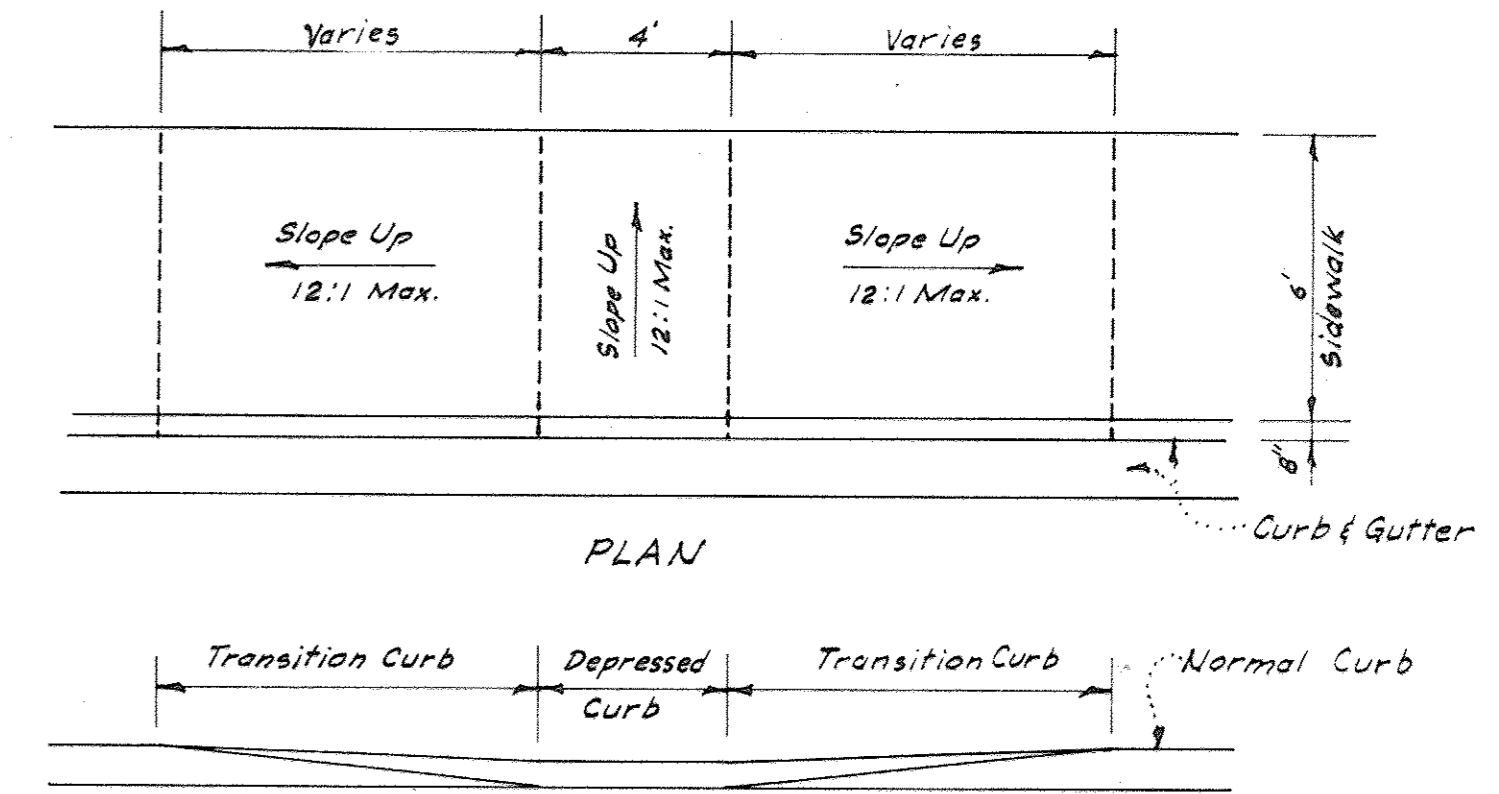 Varies
4'
Varies
Slope Up
12:1 Max.
Slope Up
12:1 Max.
Slope Up
12:1 Max.
6'
Sidewalk
8"
Curb & Gutter
PLAN
Transition Curb
Depressed
Curb
Transition Curb
Normal Curb